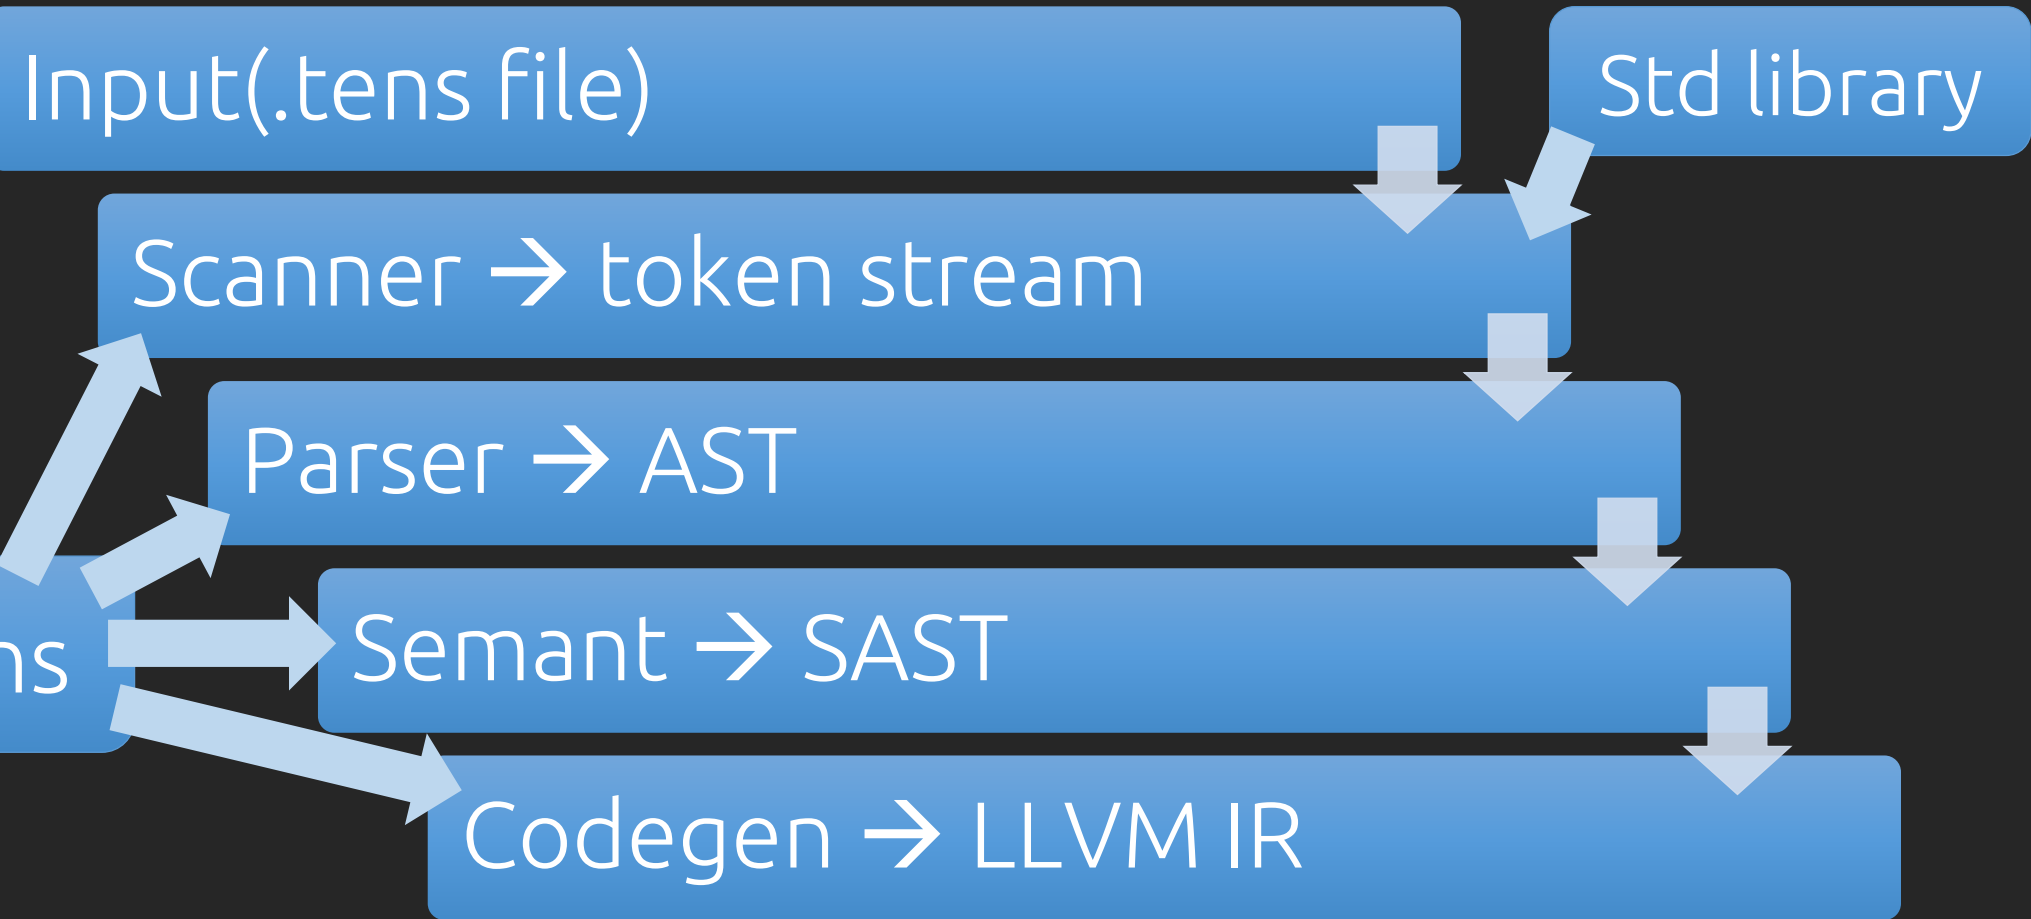 Input(.tens file)
Std library
Scanner → token stream
Parser → AST
Semant → SAST
Codegen → LLVM IR